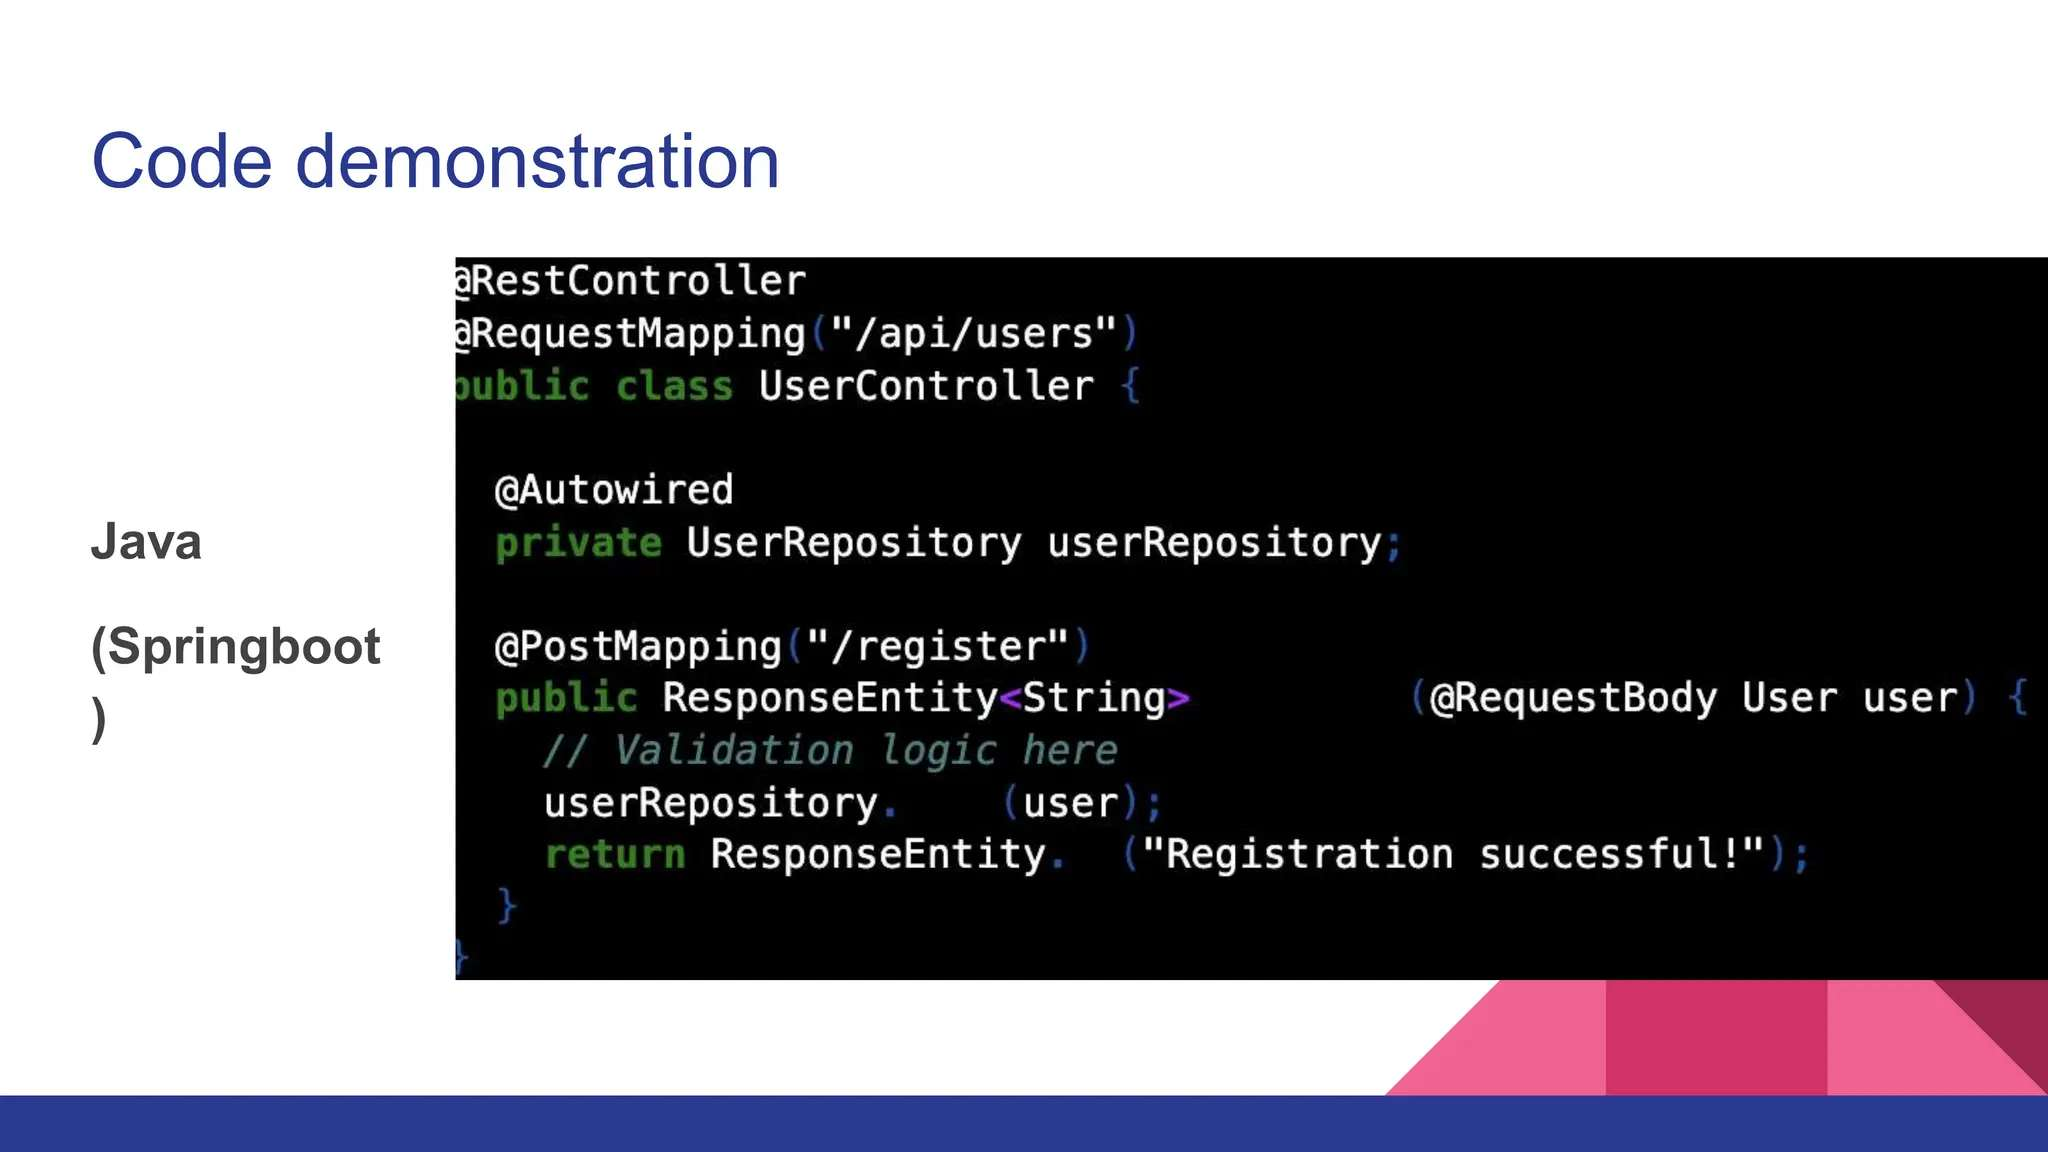 Code demonstration
@RestController
@RequestMapping("/api/users")
public class UserController {
@Autowired
private UserRepository userRepository;
@PostMapping("/register")
public ResponseEntity<String> (@RequestBody User user) {
// Validation logic here
userRepository. (user);
return ResponseEntity. ("Registration successful!");
}
}
Java
(Springboot
)